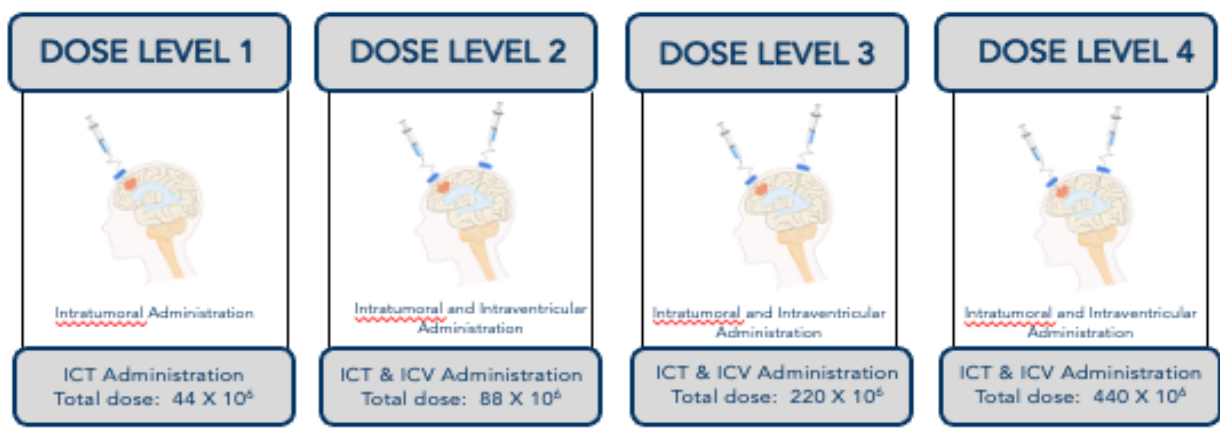 DOSE LEVEL 1
Intratumoral Administration
ICT Administration
Total dose: 44 X 10⁶
DOSE LEVEL 2
Intratumoral and Intraventricular
Administration
ICT & ICV Administration
Total dose: 88 X 10⁶
DOSE LEVEL 3
Intratumoral and Intraventricular
Administration
ICT & ICV Administration
Total dose: 220 X 10⁶
DOSE LEVEL 4
Intratumoral and Intraventricular
Administration
ICT & ICV Administration
Total dose: 440 X 10⁶